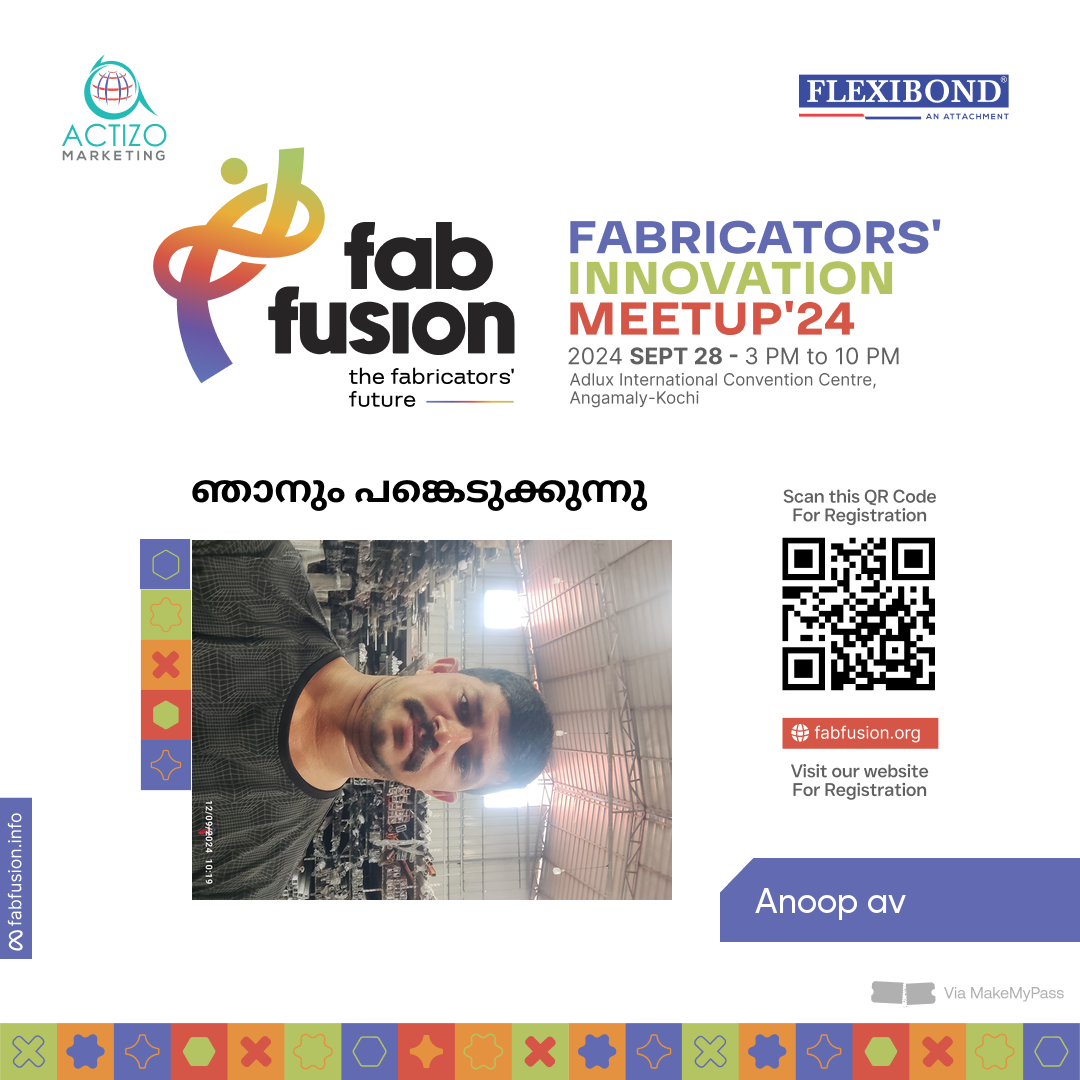 ACTIZO
MARKETING
FLEXIBOND®
AN ATTACHMENT
fab
fusion
the fabricators'
future
FABRICATORS'
INNOVATION
MEETUP'24
2024 SEPT 28 - 3 PM to 10 PM
Adlux International Convention Centre,
Angamaly-Kochi
ഞാനും പങ്കെടുക്കുന്നു
Scan this QR Code
For Registration
fabfusion.org
Visit our website
For Registration
12/09/2024 10:19
fabfusion.info
Anoop av
Via MakeMyPass